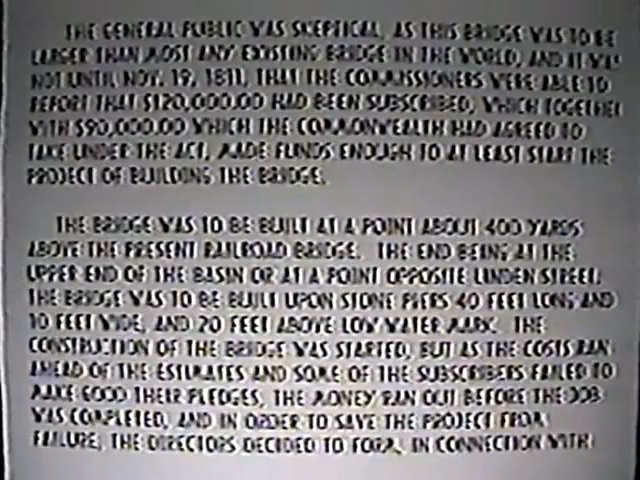 THE GENERAL PUBLIC WAS SKEPTICAL, AS THIS BRIDGE WAS TO BE
LARGER THAN MOST ANY EXISTING BRIDGE IN THE WORLD, AND IT WAS
NOT UNTIL NOV. 19, 1811, THAT THE COMMISSIONERS WERE ABLE TO
REPORT THAT $120,000.00 HAD BEEN SUBSCRIBED, WHICH TOGETHER
WITH $90,000.00 WHICH THE COMMONWEALTH HAD AGREED TO
TAKE UNDER THE ACT, MADE FUNDS ENOUGH TO AT LEAST START THE
PROJECT OF BUILDING THE BRIDGE.
THE BRIDGE WAS TO BE BUILT AT A POINT ABOUT 400 YARDS
ABOVE THE PRESENT RAILROAD BRIDGE. THE END BEING AT THE
UPPER END OF THE BASIN OR AT A POINT OPPOSITE LINDEN STREET.
THE BRIDGE WAS TO BE BUILT UPON STONE PIERS 40 FEET LONG AND
10 FEET WIDE, AND 20 FEET ABOVE LOW WATER MARK. THE
CONSTRUCTION OF THE BRIDGE WAS STARTED, BUT AS THE COSTS RAN
AHEAD OF THE ESTIMATES AND SOME OF THE SUBSCRIBERS FAILED TO
MAKE GOOD THEIR PLEDGES, THE MONEY RAN OUT BEFORE THE JOB
WAS COMPLETED, AND IN ORDER TO SAVE THE PROJECT FROM
FAILURE, THE DIRECTORS DECIDED TO FORM, IN CONNECTION WITH